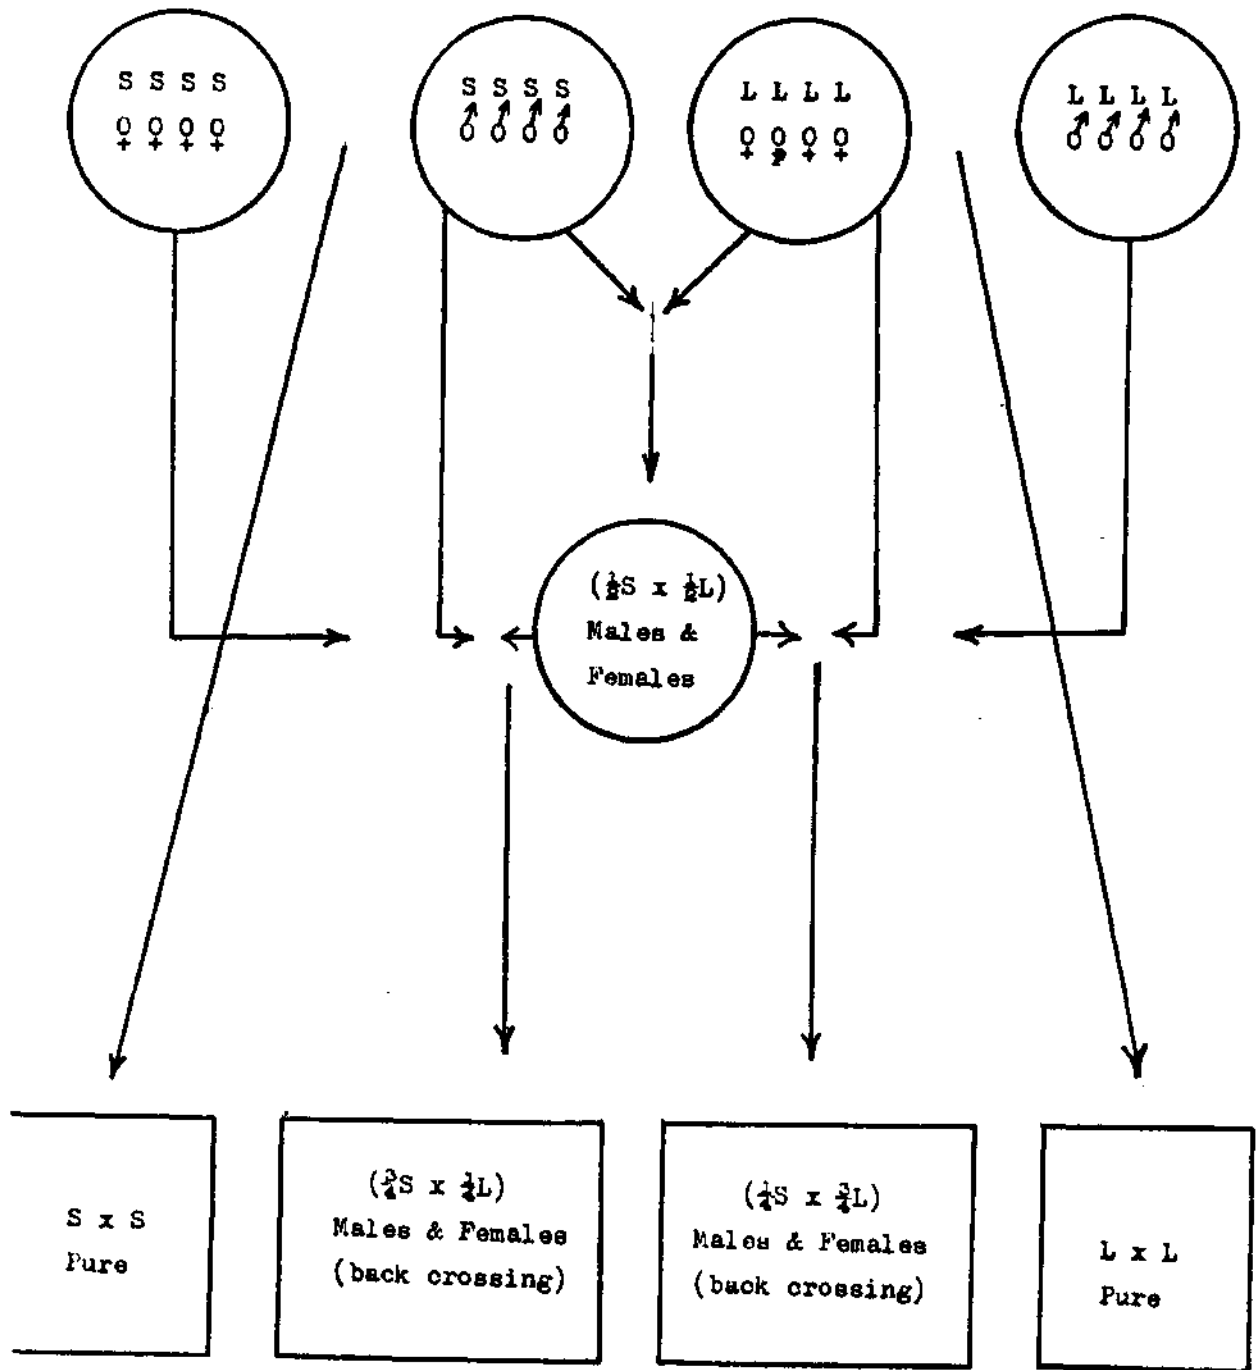 S S S S
♀ ♀ ♀ ♀
S S S S
♂ ♂ ♂ ♂
L L L L
♀ ♀ ♀ ♀
L L L L
♂ ♂ ♂ ♂
(½S x ½L)
Males &
Females
S x S
Pure
(¾S x ¼L)
Males & Females
(back crossing)
(¼S x ¾L)
Males & Females
(back crossing)
L x L
Pure